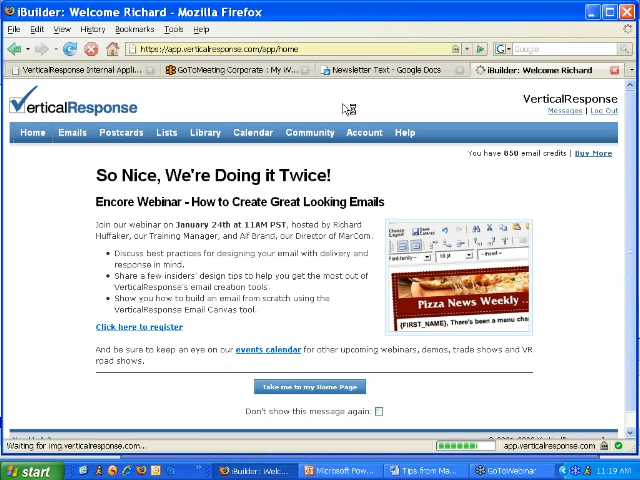 iBuilder: Welcome Richard - Mozilla Firefox
File Edit View History Bookmarks Tools Help
https://app.verticalresponse.com/app/home
Google
VerticalResponse Internal Appli...
GoToMeeting Corporate : My W...
Newsletter Text - Google Docs
iBuilder: Welcome Richard
VerticalResponse
VerticalResponse
Messages | Log Out
Home Emails Postcards Lists Library Calendar Community Account Help
You have 850 email credits | Buy More
So Nice, We're Doing it Twice!
Encore Webinar - How to Create Great Looking Emails
Join our webinar on January 24th at 11AM PST, hosted by Richard
Huffaker, our Training Manager, and Alf Brand, our Director of MarCom.
Discuss best practices for designing your email with delivery and
response in mind.
Share a few insiders' design tips to help you get the most out of
VerticalResponse's email creation tools.
Show you how to build an email from scratch using the
VerticalResponse Email Canvas tool.
Click here to register
Pizza News Weekly
{FIRST_NAME}, There's been a menu cha
And be sure to keep an eye on our events calendar for other upcoming webinars, demos, trade shows and VR
road shows.
Take me to my Home Page
Don't show this message again:
Waiting for img.verticalresponse.com...
app.verticalresponse.com
start
iBuilder: Welc...
Microsoft Pow...
Tips from Ma...
GoToWebinar
11:19 AM